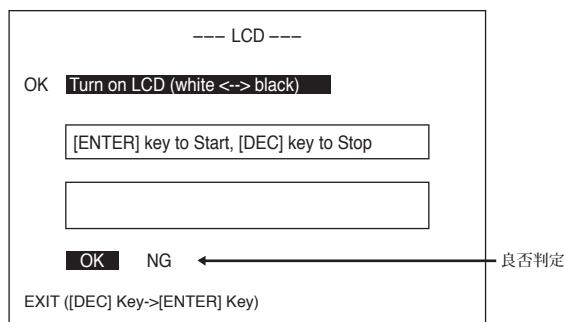 --- LCD ---
OK Turn on LCD (white <--> black)
[ENTER] key to Start, [DEC] key to Stop
OK NG 良否判定
EXIT ([DEC] Key->[ENTER] Key)